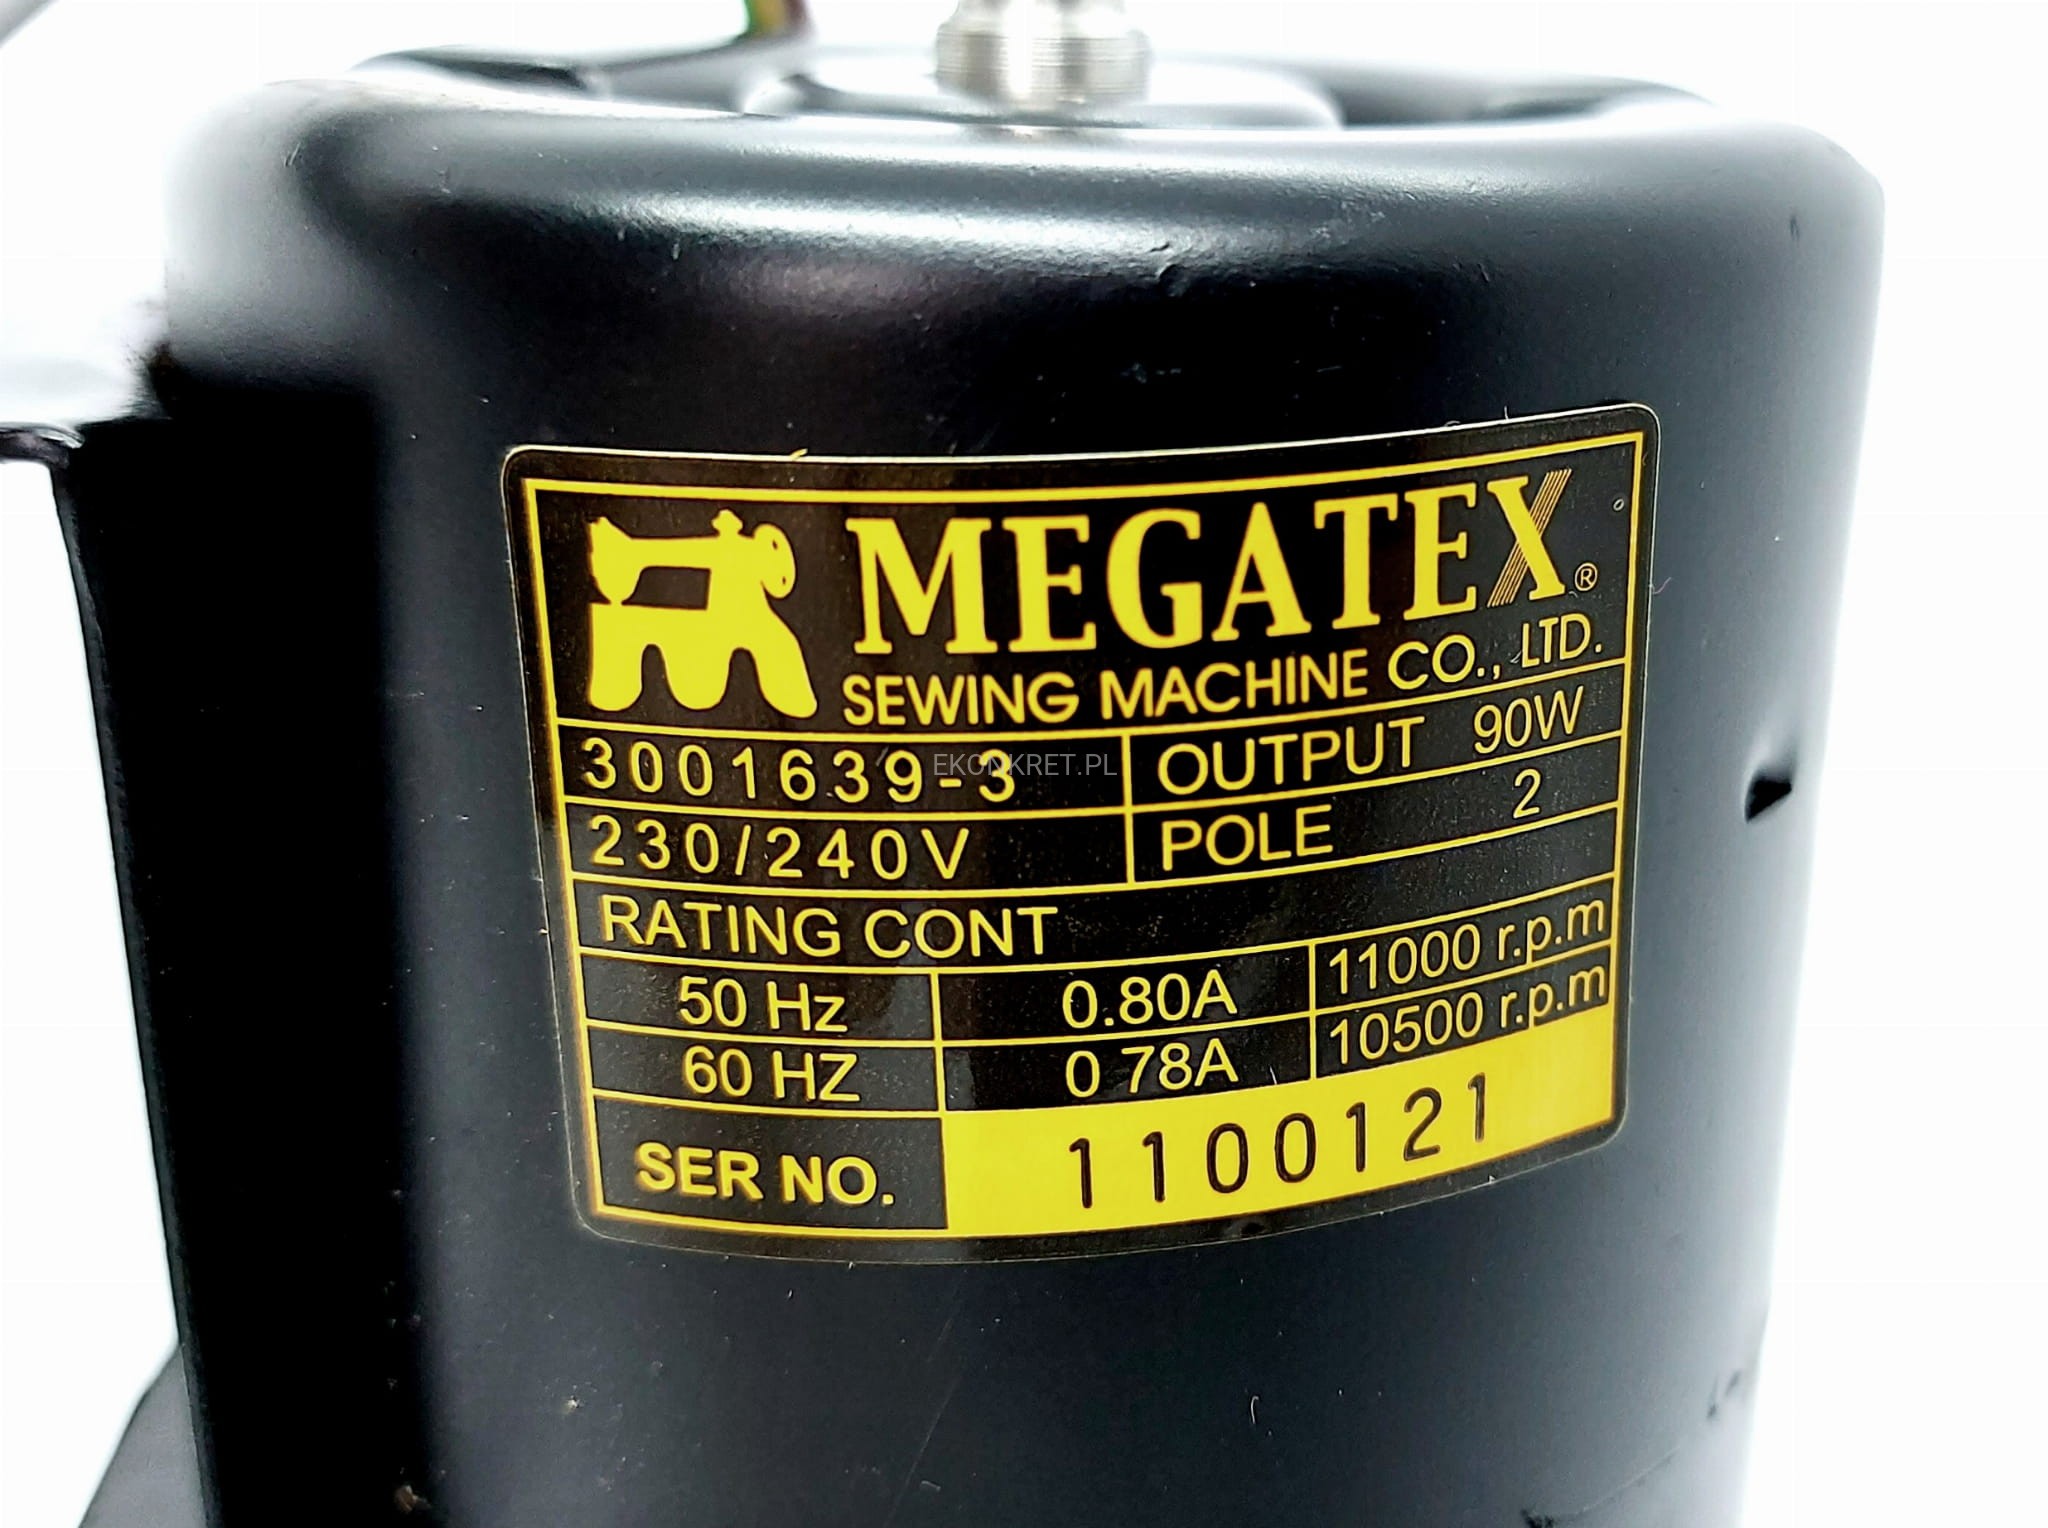 MEGATEX®
SEWING MACHINE CO., LTD.
3001639-3 OUTPUT 90W
230/240V POLE 2
RATING CONT
50 Hz 0.80A 11000 r.p.m
60 HZ 0 78A 10500 r.p.m
SER NO. 1100121
EKONKRET.PL